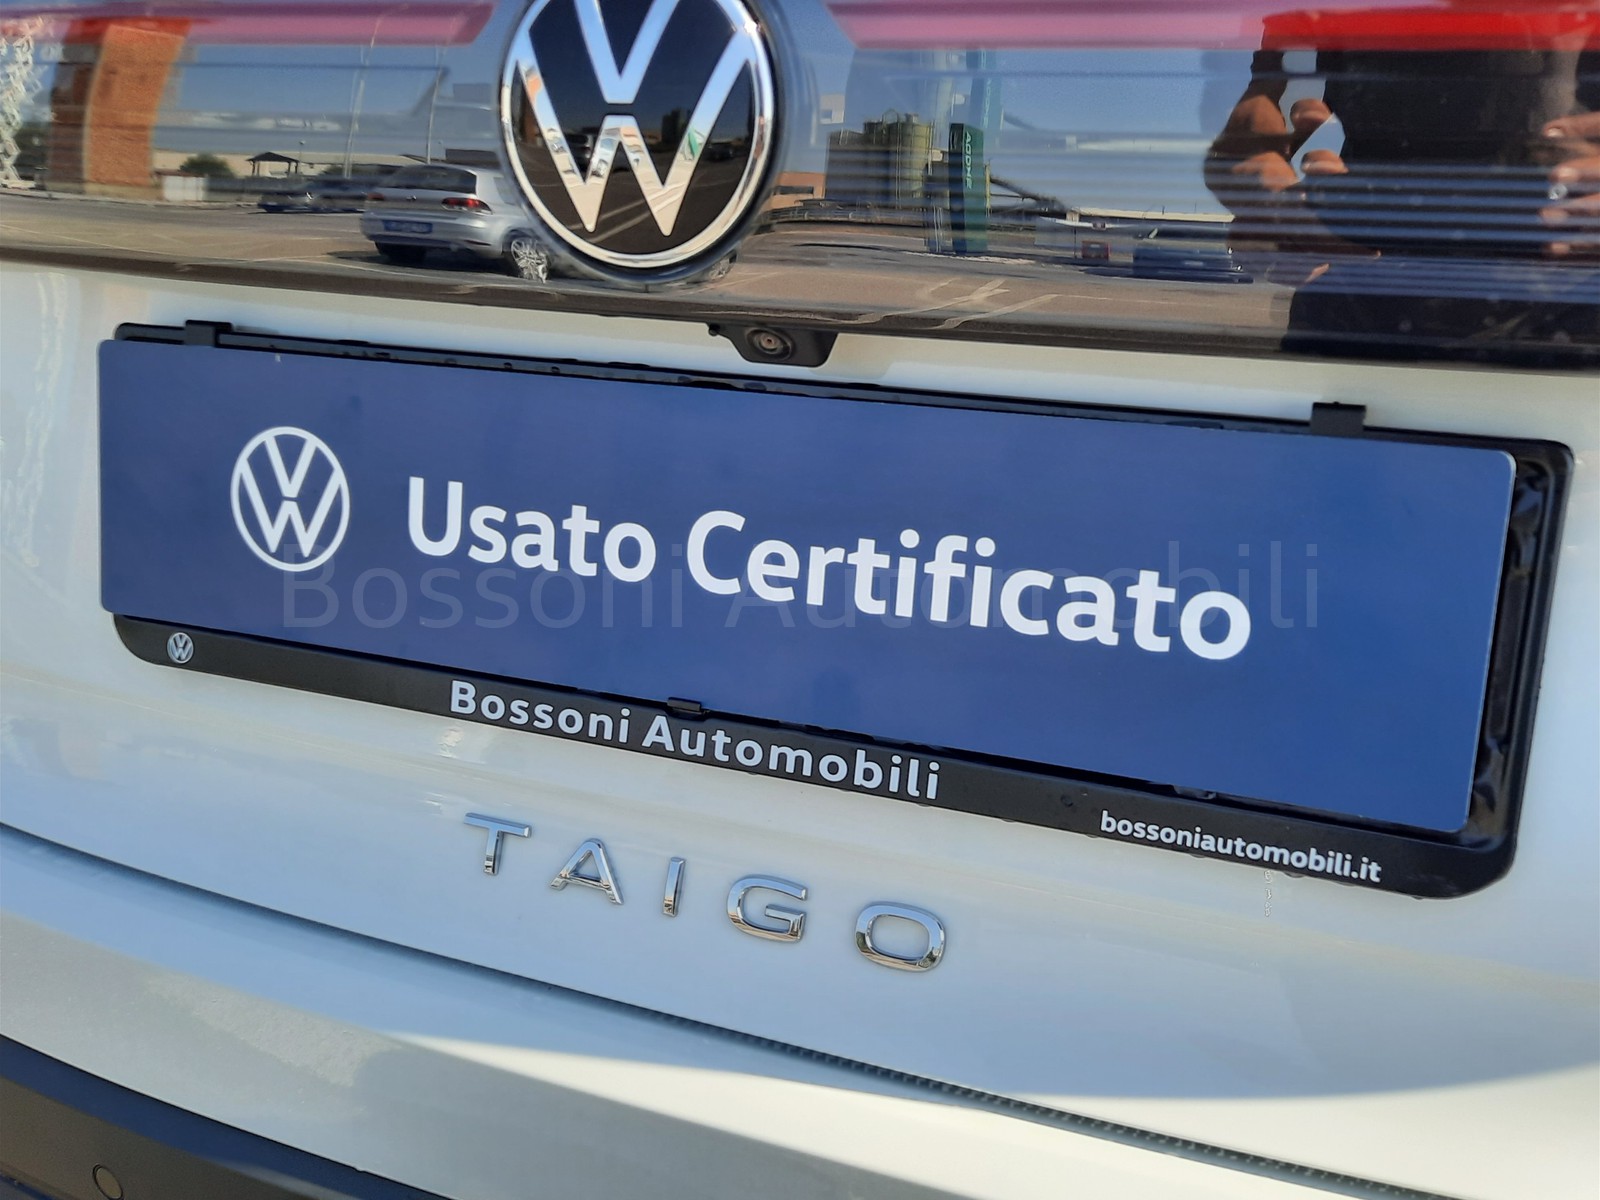 Usato Certificato
Bossoni Automobili
Bossoni Automobili
bossoniautomobili.it
TAIGO